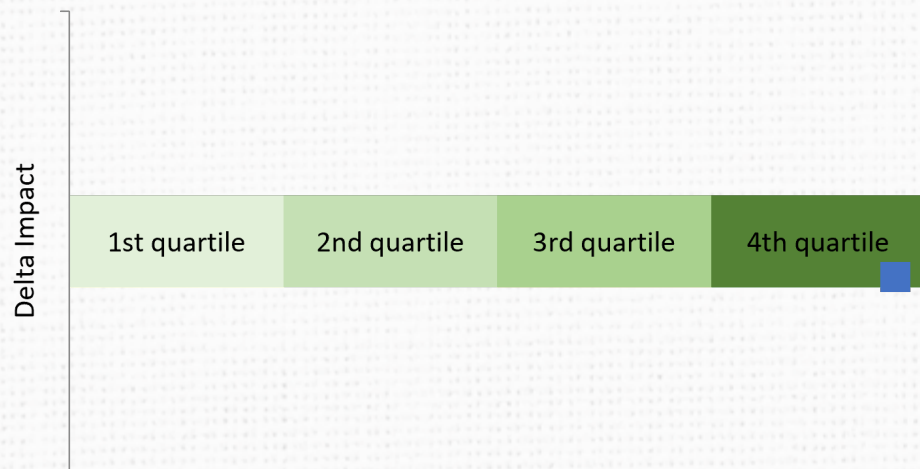 Delta Impact
1st quartile
2nd quartile
3rd quartile
4th quartile